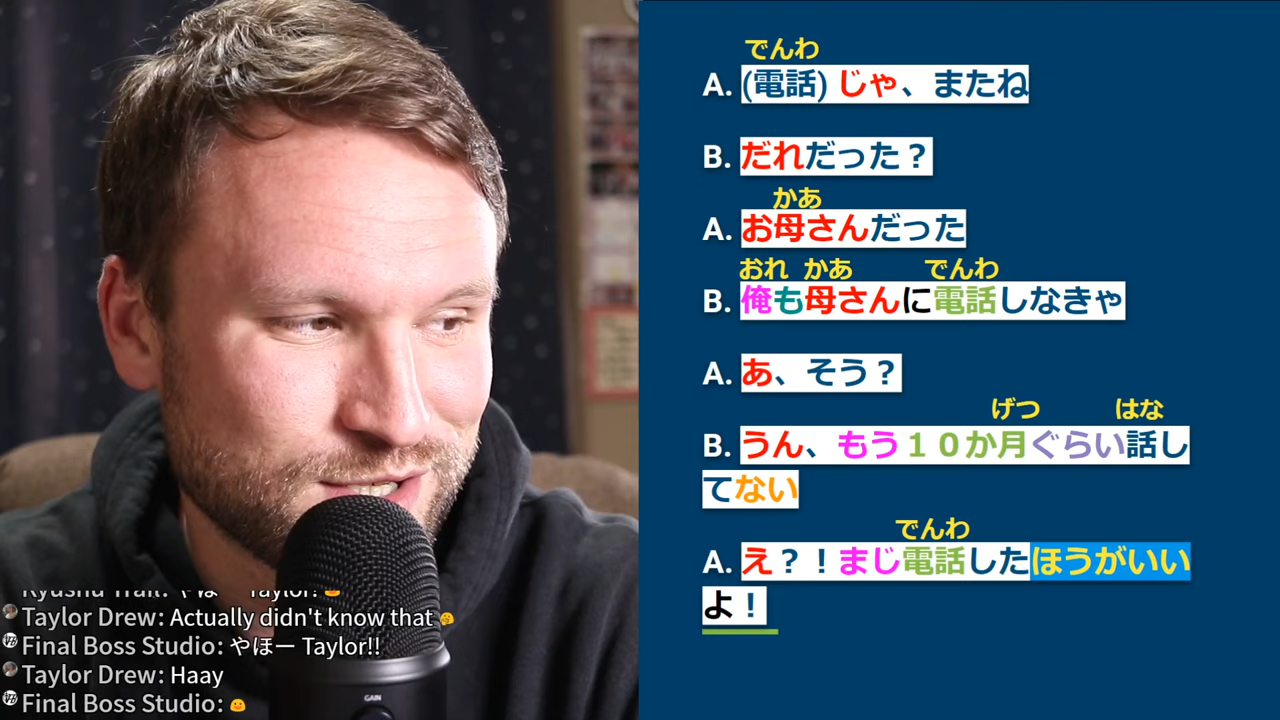 でんわ
A. (電話) じゃ、またね
B. だれだった？
かあ
A. お母さんだった
おれ かあ でんわ
B. 俺も母さんに電話しなきゃ
A. あ、そう？
げつ はな
B. うん、もう１０か月ぐらい話し
てない
でんわ
A. え？！まじ電話したほうがいい
よ！
Taylor!
Taylor Drew: Actually didn't know that
Final Boss Studio: やほー Taylor!!
Taylor Drew: Haay
Final Boss Studio:
GAIN